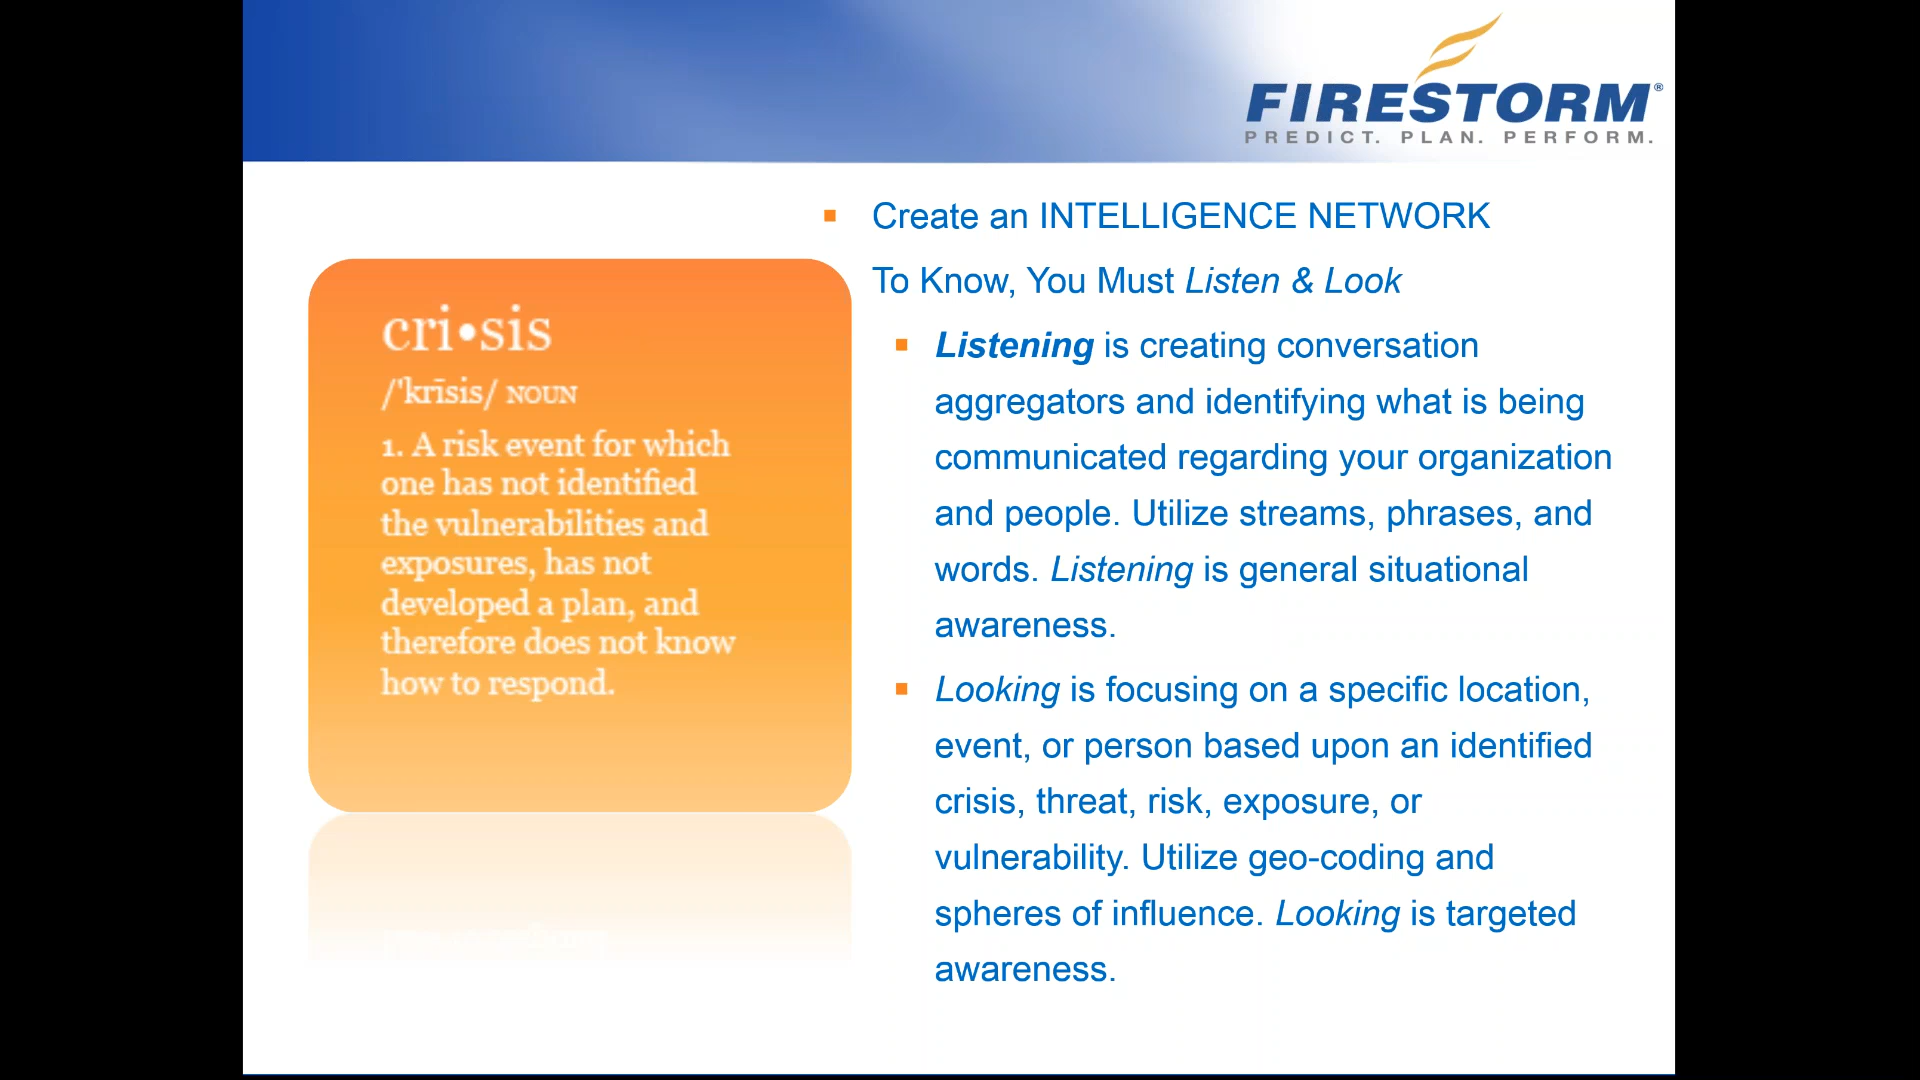 FIRESTORM®
PREDICT. PLAN. PERFORM.
cri•sis
/'krīsis/ NOUN
1. A risk event for which
one has not identified
the vulnerabilities and
exposures, has not
developed a plan, and
therefore does not know
how to respond.
▪ Create an INTELLIGENCE NETWORK
To Know, You Must Listen & Look
▪ Listening is creating conversation
aggregators and identifying what is being
communicated regarding your organization
and people. Utilize streams, phrases, and
words. Listening is general situational
awareness.
▪ Looking is focusing on a specific location,
event, or person based upon an identified
crisis, threat, risk, exposure, or
vulnerability. Utilize geo-coding and
spheres of influence. Looking is targeted
awareness.